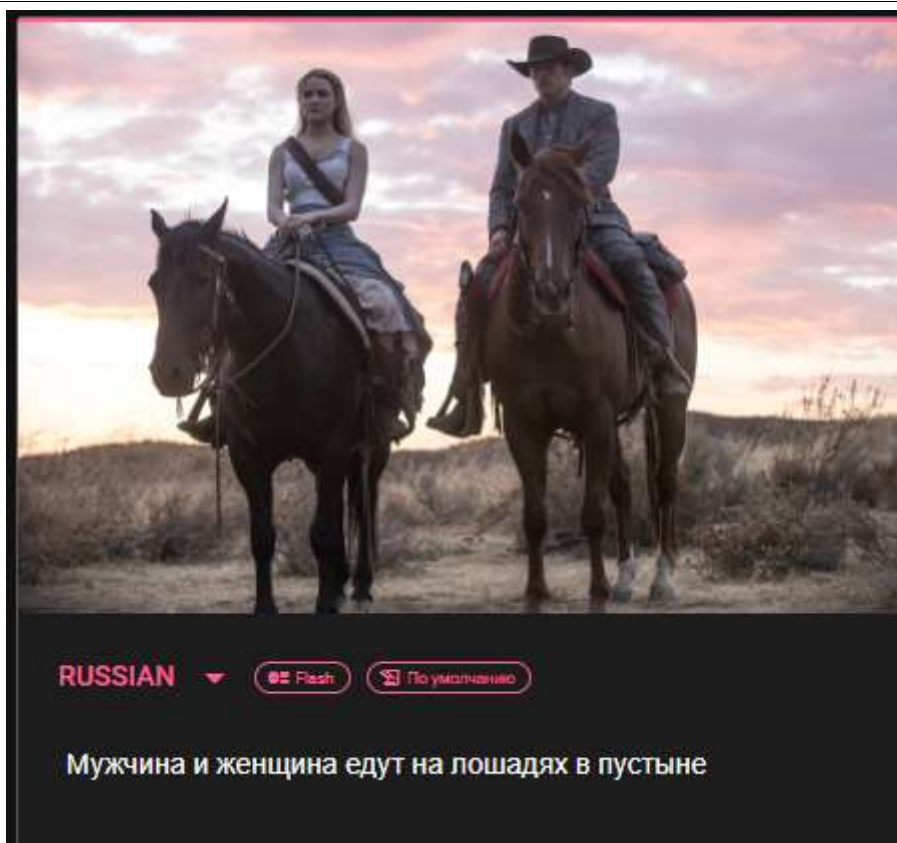 RUSSIAN Flash По умолчанию
Мужчина и женщина едут на лошадях в пустыне